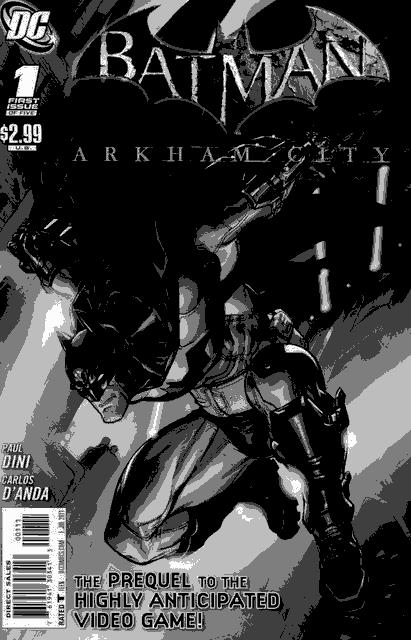 DC
BATMAN
ARKHAM CITY
1
FIRST
ISSUE
OF FIVE
$2.99
U.S.
PAUL
DINI
CARLOS
D'ANDA
THE PREQUEL TO THE
HIGHLY ANTICIPATED
VIDEO GAME!
DIRECT SALES
RATED T
00111